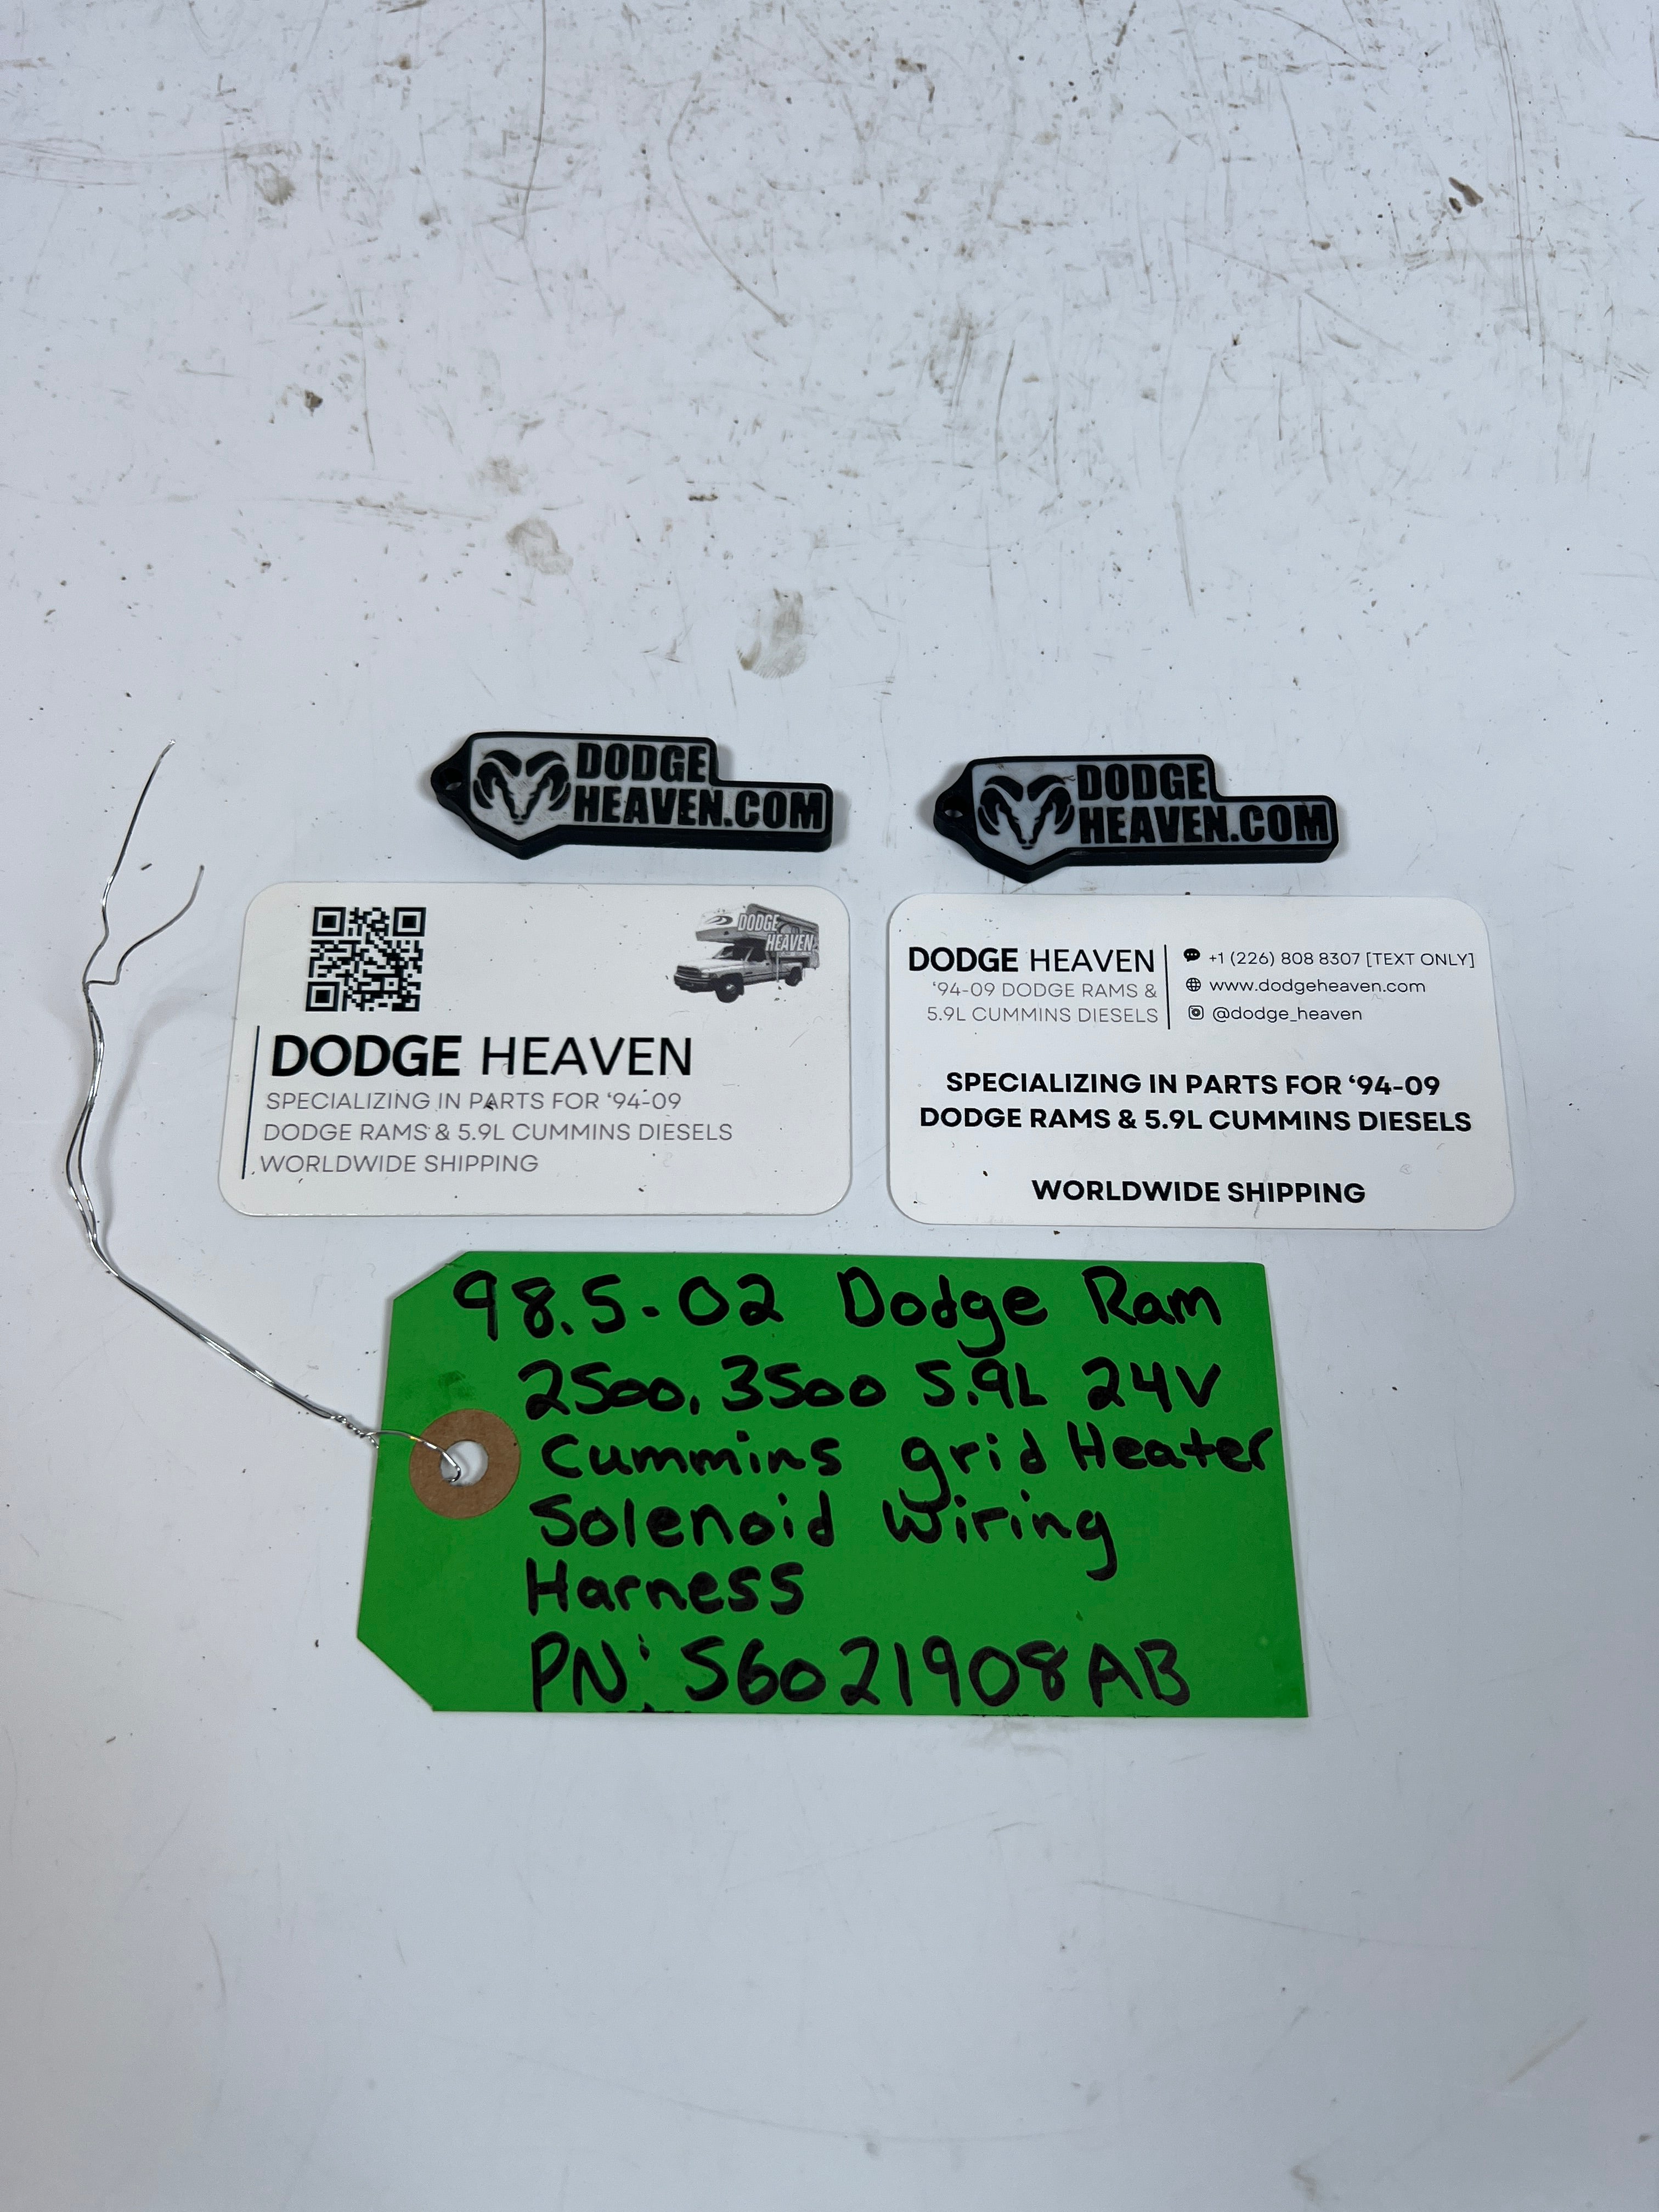 DODGE
HEAVEN.COM
DODGE
HEAVEN.COM
DODGE
HEAVEN
DODGE HEAVEN
SPECIALIZING IN PARTS FOR ‘94-09
DODGE RAMS & 5.9L CUMMINS DIESELS
WORLDWIDE SHIPPING
DODGE HEAVEN
‘94-09 DODGE RAMS &
5.9L CUMMINS DIESELS
+1 (226) 808 8307 [TEXT ONLY]
www.dodgeheaven.com
@dodge_heaven
SPECIALIZING IN PARTS FOR ‘94-09
DODGE RAMS & 5.9L CUMMINS DIESELS
WORLDWIDE SHIPPING
98.5-02 Dodge Ram
2500, 3500 5.9L 24V
Cummins grid Heater
Solenoid Wiring
Harness
PN: 56021908AB